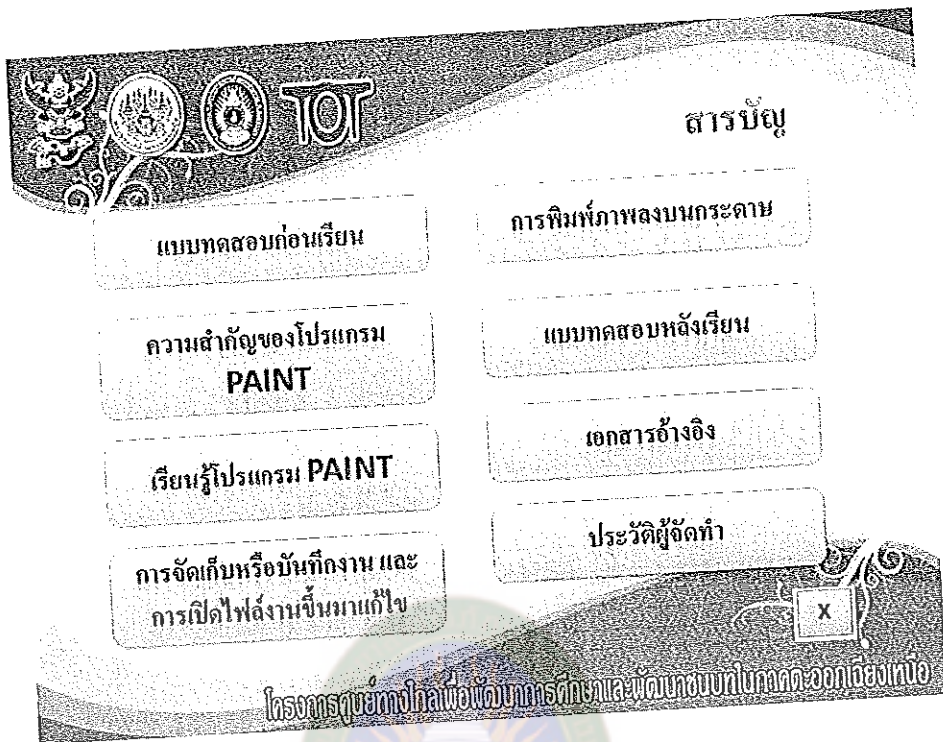 TOT
สารบัญ
แบบทดสอบก่อนเรียน
ความสำคัญของโปรแกรม
PAINT
เรียนรู้โปรแกรม PAINT
การจัดเก็บหรือบันทึกงาน และ
การเปิดไฟล์งานขึ้นมาแก้ไข
การพิมพ์ภาพลงบนกระดาษ
แบบทดสอบหลังเรียน
เอกสารอ้างอิง
ประวัติผู้จัดทำ
X
โครงการศูนย์ทางไกลเพื่อพัฒนาการศึกษาและพัฒนาชนบทในภาคตะวันออกเฉียงเหนือ